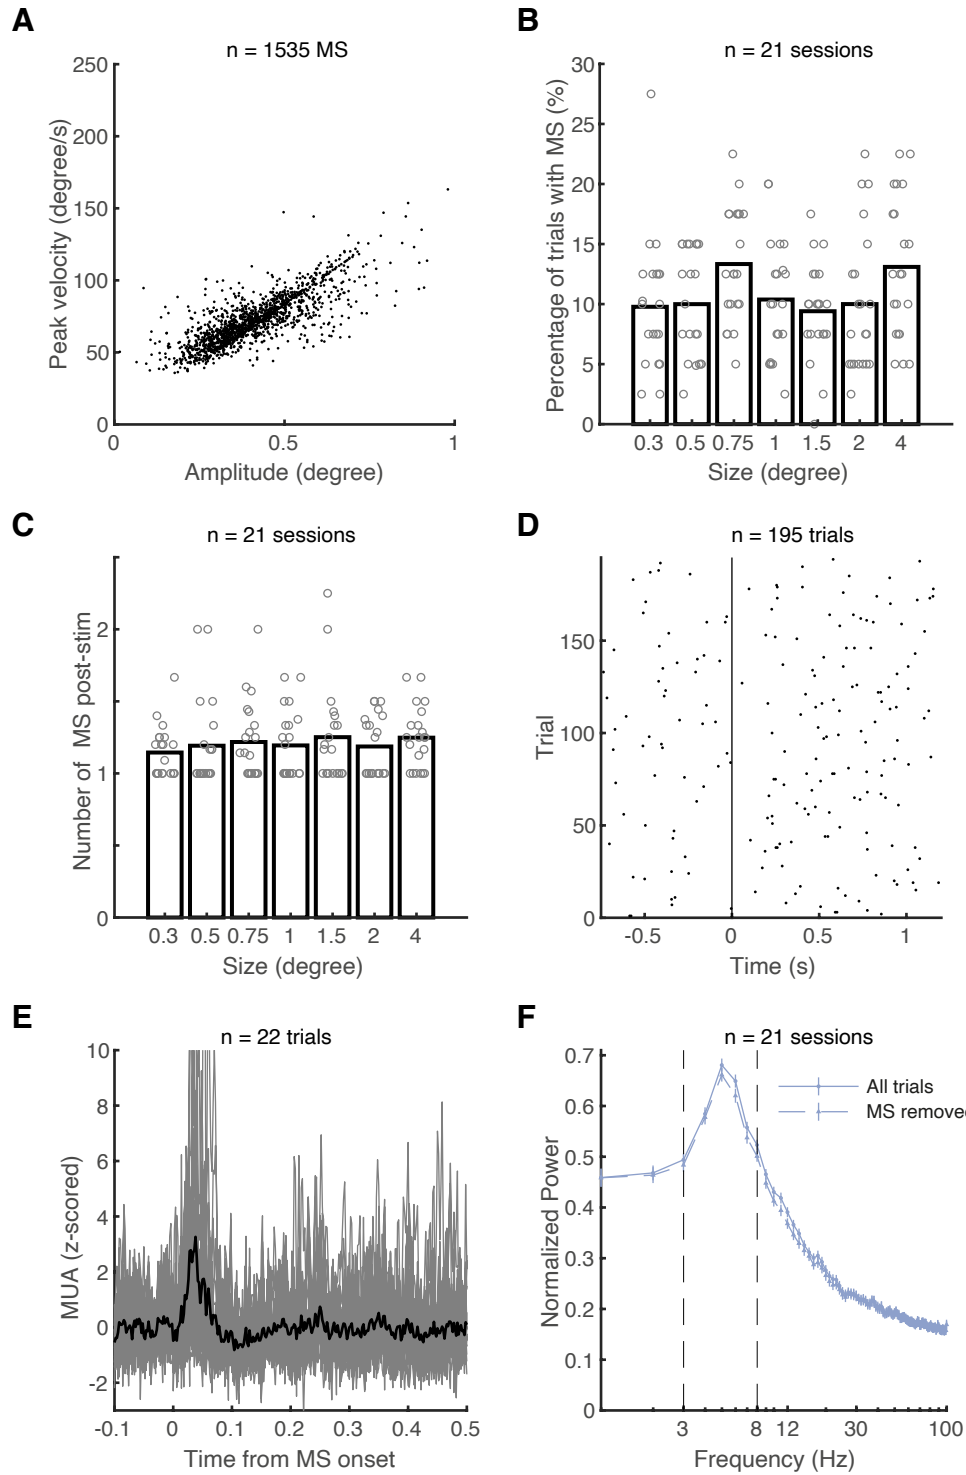 A
n = 1535 MS
250
200
150
100
50
0
0
0.5
1
Peak velocity (degree/s)
Amplitude (degree)
B
n = 21 sessions
30
25
20
15
10
5
0
0.3 0.5 0.75 1 1.5 2 4
Percentage of trials with MS (%)
Size (degree)
C
n = 21 sessions
2
1
0
0.3 0.5 0.75 1 1.5 2 4
Number of MS post-stim
Size (degree)
D
n = 195 trials
150
100
50
0
-0.5 0 0.5 1
Trial
Time (s)
E
n = 22 trials
10
8
6
4
2
0
-2
-0.1 0 0.1 0.2 0.3 0.4 0.5
MUA (z-scored)
Time from MS onset
F
n = 21 sessions
0.7
0.6
0.5
0.4
0.3
0.2
0.1
0
3 8 12 30 100
Normalized Power
Frequency (Hz)
All trials
MS remove